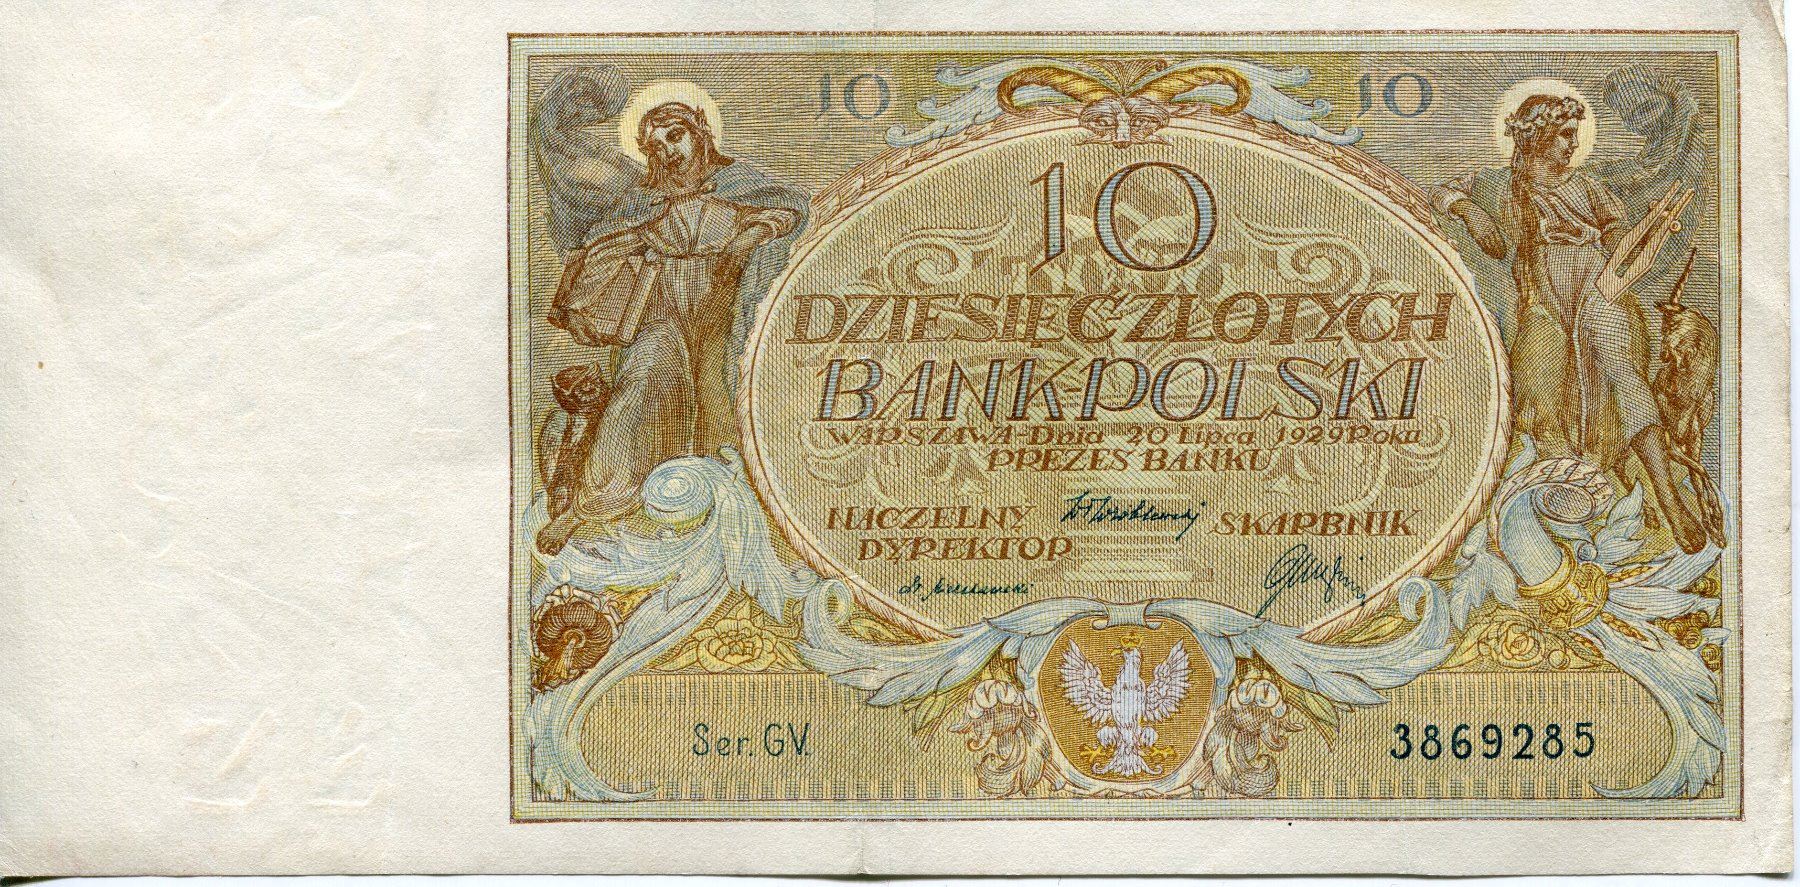 10 10
10
DZIESIĘĆ-ZŁOTYCH
BANK-POLSKI
WARSZAWA-Dnia 20 Lipca 1929 Roku
PREZES BANKU
NACZELNY SKARBNIK
DYREKTOR
Ser. GV. 3869285